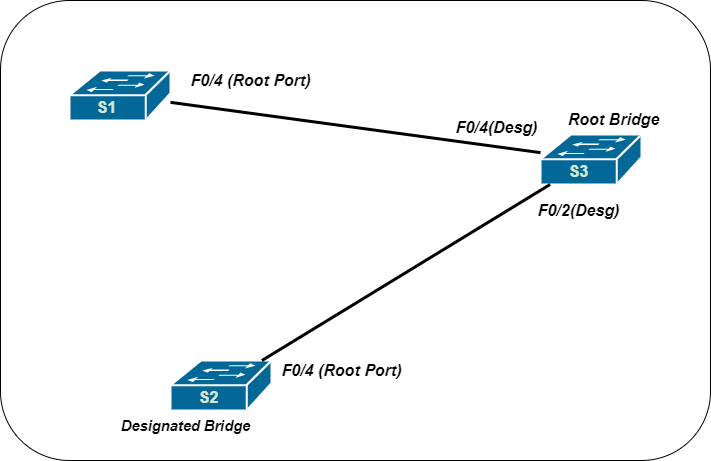 F0/4 (Root Port)
S1
F0/4(Desg)
Root Bridge
S3
F0/2(Desg)
F0/4 (Root Port)
S2
Designated Bridge